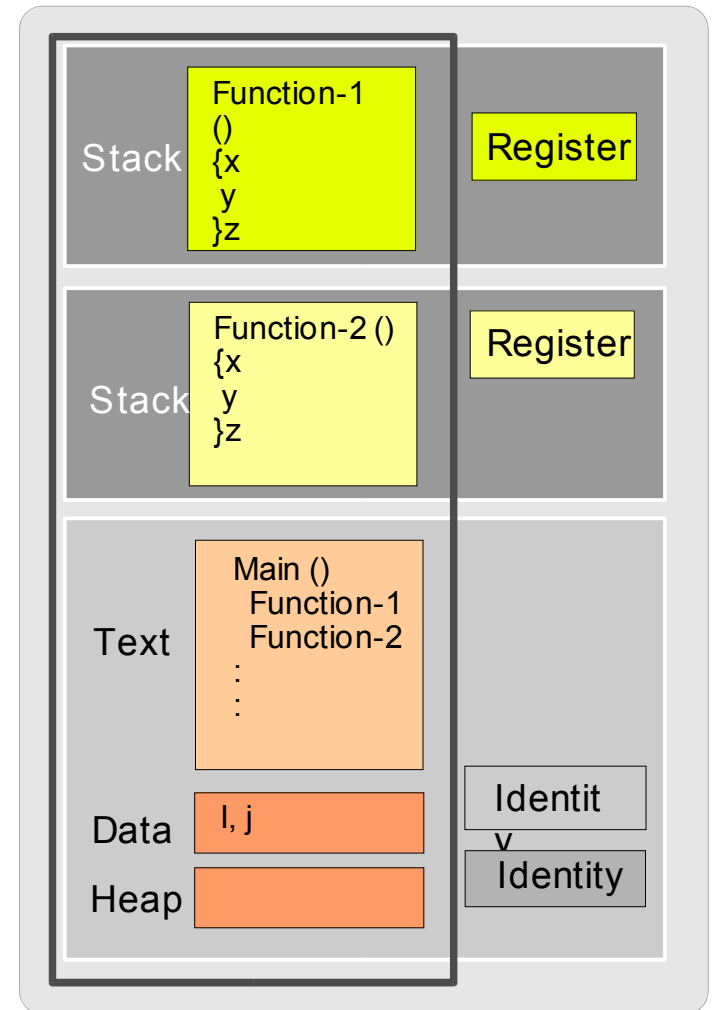 Stack
Function-1
()
{x
y
}z
Register
Stack
Function-2 ()
{x
y
}z
Register
Text
Main ()
Function-1
Function-2
:
:
Data
I, j
Heap
Identit
y
Identity